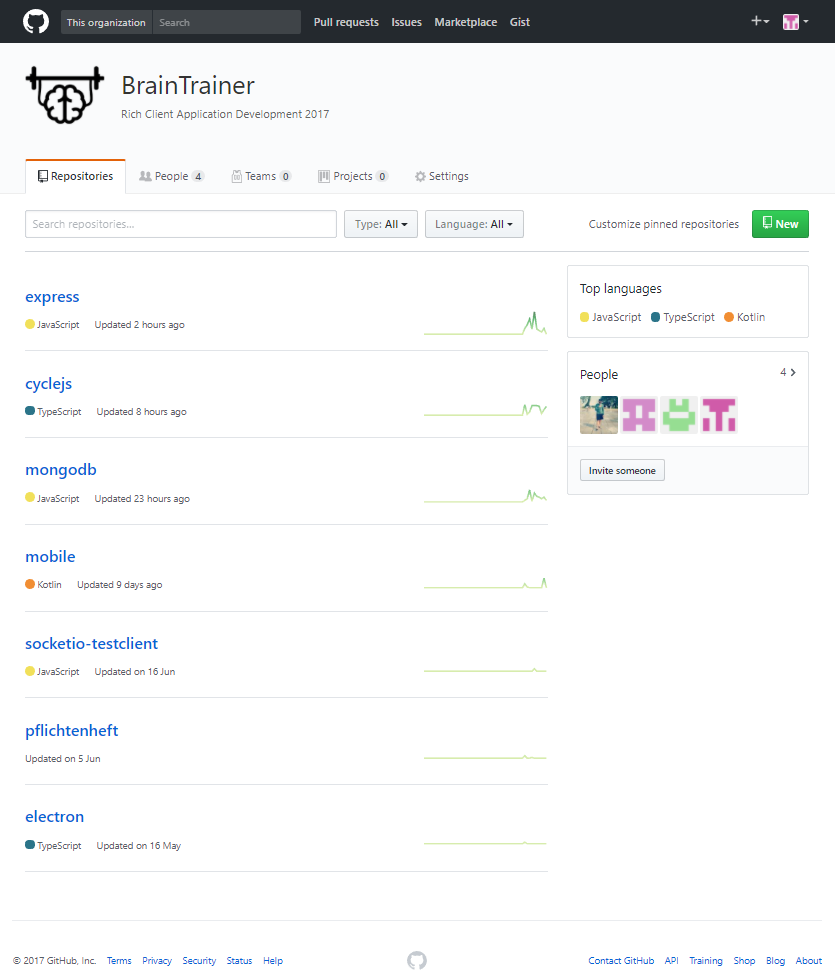 This organization Search Pull requests Issues Marketplace Gist
BrainTrainer
Rich Client Application Development 2017
Repositories People 4 Teams 0 Projects 0 Settings
Search repositories... Type: All Language: All Customize pinned repositories New
express
JavaScript Updated 2 hours ago
cyclejs
TypeScript Updated 8 hours ago
mongodb
JavaScript Updated 23 hours ago
mobile
Kotlin Updated 9 days ago
socketio-testclient
JavaScript Updated on 16 Jun
pflichtenheft
Updated on 5 Jun
electron
TypeScript Updated on 16 May
Top languages
JavaScript TypeScript Kotlin
People 4
Invite someone
© 2017 GitHub, Inc. Terms Privacy Security Status Help Contact GitHub API Training Shop Blog About